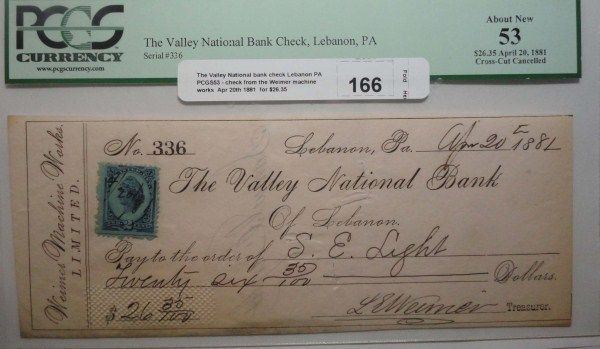 PCGS
CURRENCY
www.pcgscurrency.com
The Valley National Bank Check, Lebanon, PA
Serial #336
About New
53
$26.35 April 20, 1881
Cross-Cut Cancelled
The Valley National bank check Lebanon PA
PCGS53 - check from the Weimer machine
works Apr 20th 1881 for $26.35
166
Fold
He
Weimer Machine Works.
LIMITED.
No. 336
Lebanon, Pa. Apr 20th 1881
The Valley National Bank
Of Lebanon.
Pay to the order of S. E. Light
Twenty six 35/100 Dollars.
$26 35/100
L E Weimer Treasurer.